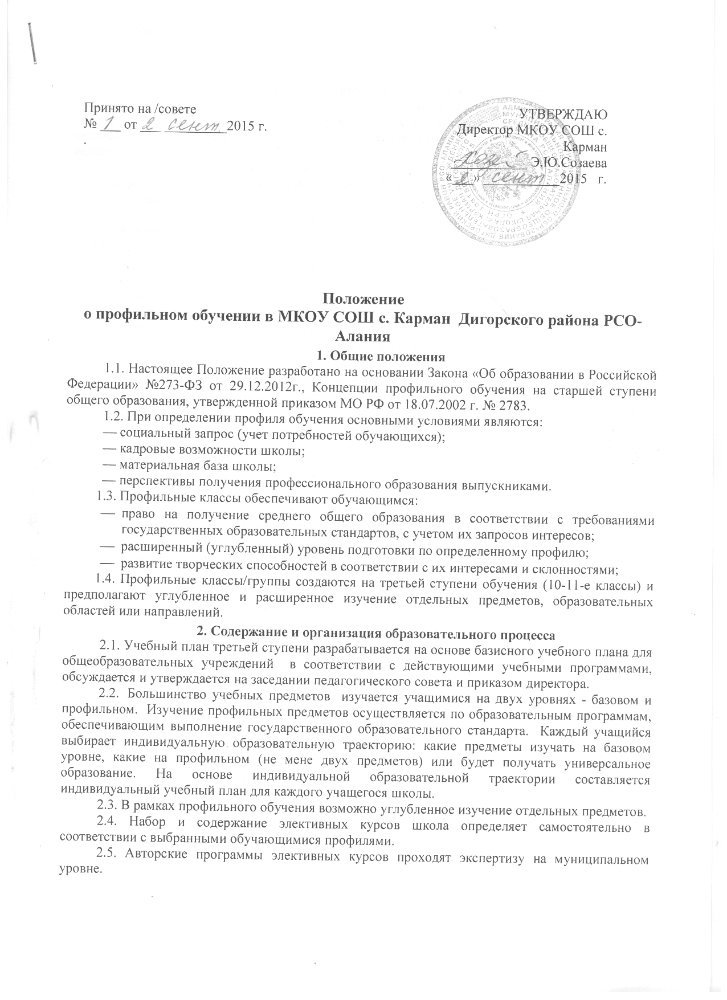 Принято на /совете
№ 1 от 2 сент. 2015 г.
.
УТВЕРЖДАЮ
Директор МКОУ СОШ с.
Карман
Э.Ю.Созаева
« 2 » сент 2015 г.
Положение
о профильном обучении в МКОУ СОШ с. Карман Дигорского района РСО-
Алания
1. Общие положения
1.1. Настоящее Положение разработано на основании Закона «Об образовании в Российской
Федерации» №273-ФЗ от 29.12.2012г., Концепции профильного обучения на старшей ступени
общего образования, утвержденной приказом МО РФ от 18.07.2002 г. № 2783.
1.2. При определении профиля обучения основными условиями являются:
— социальный запрос (учет потребностей обучающихся);
— кадровые возможности школы;
— материальная база школы;
— перспективы получения профессионального образования выпускниками.
1.3. Профильные классы обеспечивают обучающимся:
— право на получение среднего общего образования в соответствии с требованиями
государственных образовательных стандартов, с учетом их запросов интересов;
— расширенный (углубленный) уровень подготовки по определенному профилю;
— развитие творческих способностей в соответствии с их интересами и склонностями;
1.4. Профильные классы/группы создаются на третьей ступени обучения (10-11-е классы) и
предполагают углубленное и расширенное изучение отдельных предметов, образовательных
областей или направлений.
2. Содержание и организация образовательного процесса
2.1. Учебный план третьей ступени разрабатывается на основе базисного учебного плана для
общеобразовательных учреждений в соответствии с действующими учебными программами,
обсуждается и утверждается на заседании педагогического совета и приказом директора.
2.2. Большинство учебных предметов изучается учащимися на двух уровнях - базовом и
профильном. Изучение профильных предметов осуществляется по образовательным программам,
обеспечивающим выполнение государственного образовательного стандарта. Каждый учащийся
выбирает индивидуальную образовательную траекторию: какие предметы изучать на базовом
уровне, какие на профильном (не мене двух предметов) или будет получать универсальное
образование. На основе индивидуальной образовательной траектории составляется
индивидуальный учебный план для каждого учащегося школы.
2.3. В рамках профильного обучения возможно углубленное изучение отдельных предметов.
2.4. Набор и содержание элективных курсов школа определяет самостоятельно в
соответствии с выбранными обучающимися профилями.
2.5. Авторские программы элективных курсов проходят экспертизу на муниципальном
уровне.